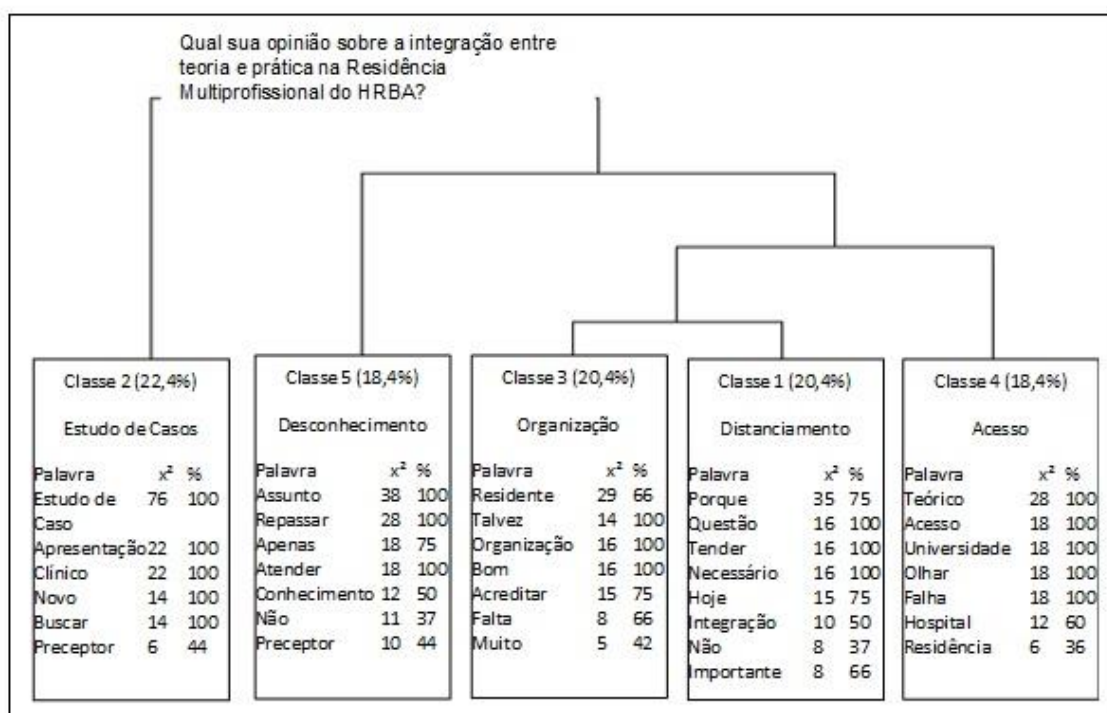 Qual sua opinião sobre a integração entre
teoria e prática na Residência
Multiprofissional do HRBA?
Classe 2 (22,4%)
Estudo de Casos
Palavra x² %
Estudo de 76 100
Caso
Apresentação 22 100
Clínico 22 100
Novo 14 100
Buscar 14 100
Preceptor 6 44
Classe 5 (18,4%)
Desconhecimento
Palavra x² %
Assunto 38 100
Repassar 28 100
Apenas 18 75
Atender 18 100
Conhecimento 12 50
Não 11 37
Preceptor 10 44
Classe 3 (20,4%)
Organização
Palavra x² %
Residente 29 66
Talvez 14 100
Organização 16 100
Bom 16 100
Acreditar 15 75
Falta 8 66
Muito 5 42
Classe 1 (20,4%)
Distanciamento
Palavra x² %
Porque 35 75
Questão 16 100
Tender 16 100
Necessário 16 100
Hoje 15 75
Integração 10 50
Não 8 37
Importante 8 66
Classe 4 (18,4%)
Acesso
Palavra x² %
Teórico 28 100
Acesso 18 100
Universidade 18 100
Olhar 18 100
Falha 18 100
Hospital 12 60
Residência 6 36